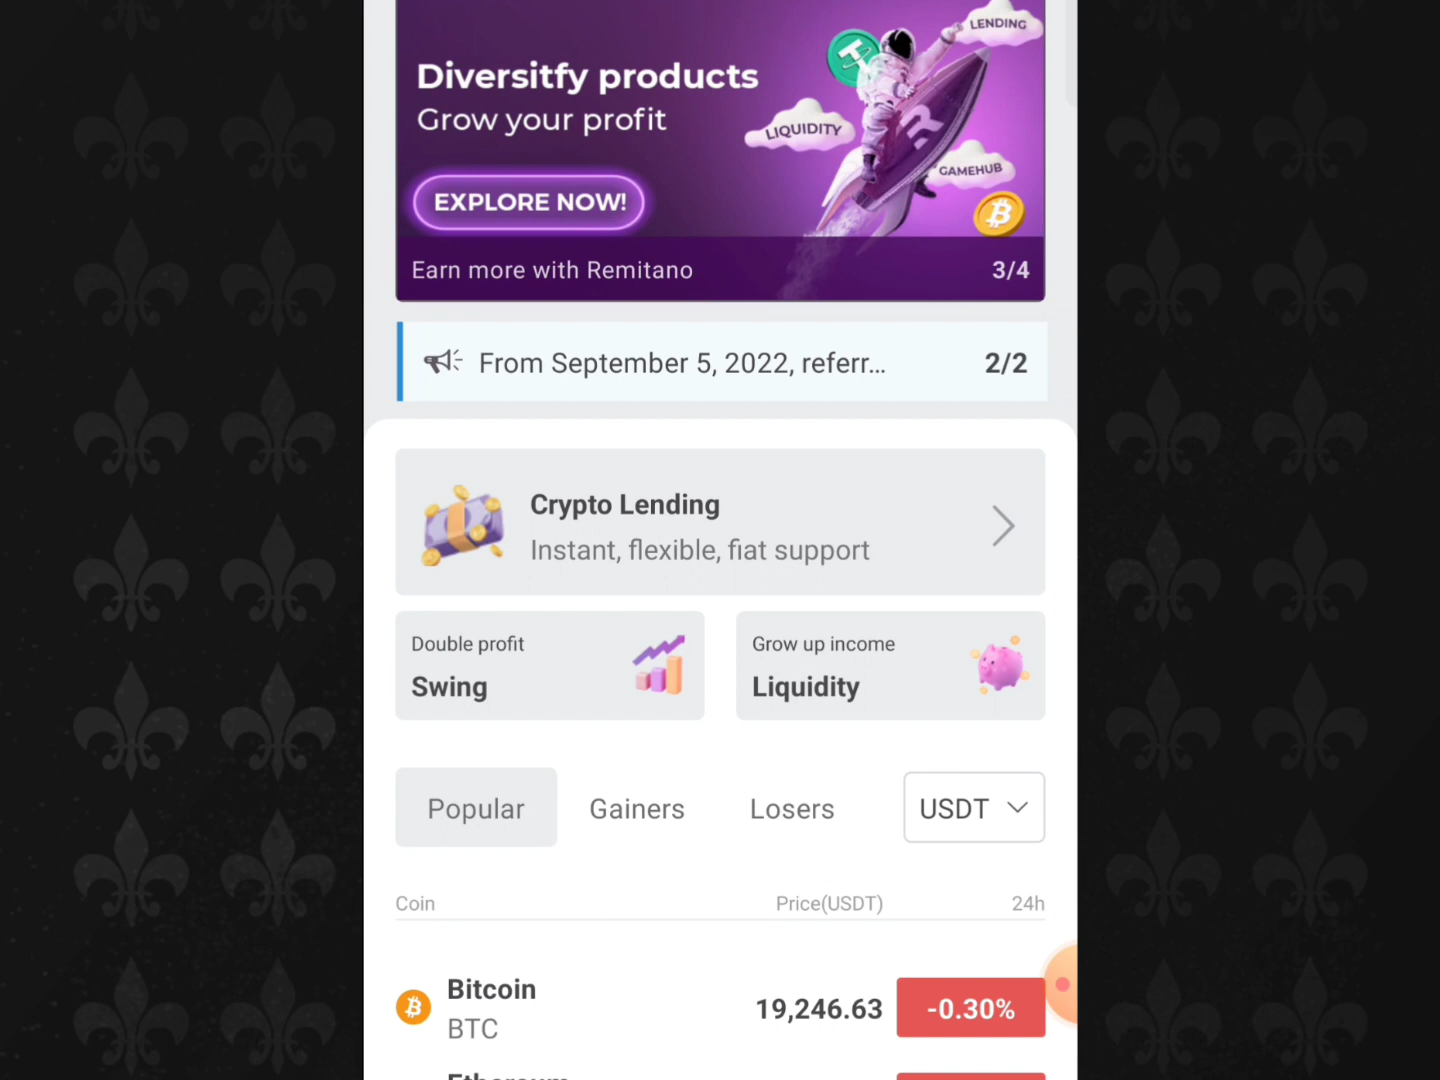 LENDING
Diversitfy products
Grow your profit
LIQUIDITY
GAMEHUB
EXPLORE NOW!
Earn more with Remitano 3/4
From September 5, 2022, referr... 2/2
Crypto Lending
Instant, flexible, fiat support
Double profit
Swing
Grow up income
Liquidity
Popular Gainers Losers USDT
Coin Price(USDT) 24h
Bitcoin
19,246.63 -0.30%
BTC